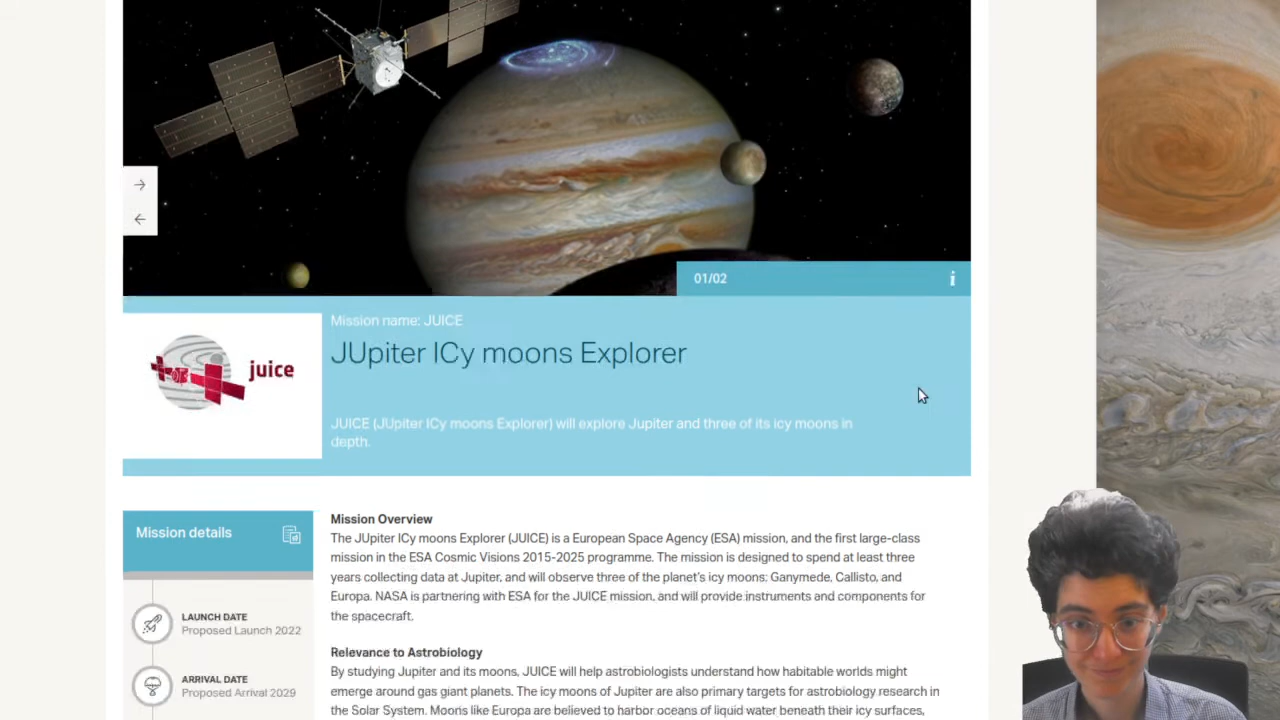 01/02
Mission name: JUICE
juice
JUpiter ICy moons Explorer
JUICE (JUpiter ICy moons Explorer) will explore Jupiter and three of its icy moons in
depth.
Mission details
LAUNCH DATE
Proposed Launch 2022
ARRIVAL DATE
Proposed Arrival 2029
Mission Overview
The JUpiter ICy moons Explorer (JUICE) is a European Space Agency (ESA) mission, and the first large-class
mission in the ESA Cosmic Visions 2015-2025 programme. The mission is designed to spend at least three
years collecting data at Jupiter, and will observe three of the planet's icy moons: Ganymede, Callisto, and
Europa. NASA is partnering with ESA for the JUICE mission, and will provide instruments and components for
the spacecraft.
Relevance to Astrobiology
By studying Jupiter and its moons, JUICE will help astrobiologists understand how habitable worlds might
emerge around gas giant planets. The icy moons of Jupiter are also primary targets for astrobiology research in
the Solar System. Moons like Europa are believed to harbor oceans of liquid water beneath their icy surfaces,